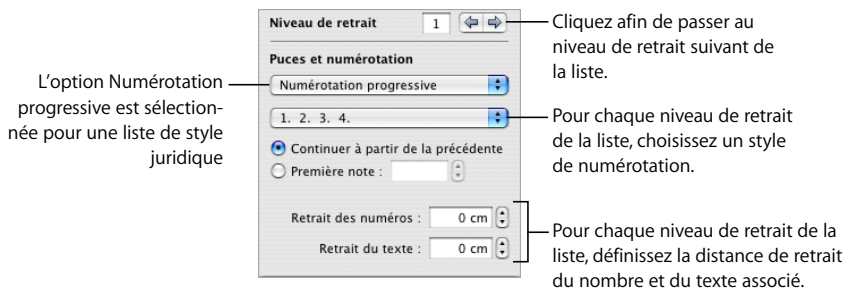 L'option Numérotation
progressive est sélection-
née pour une liste de style
juridique
Niveau de retrait 1
Puces et numérotation
Numérotation progressive
1. 2. 3. 4.
Continuer à partir de la précédente
Première note :
Retrait des numéros : 0 cm
Retrait du texte : 0 cm
Cliquez afin de passer au
niveau de retrait suivant de
la liste.
Pour chaque niveau de retrait
de la liste, choisissez un style
de numérotation.
Pour chaque niveau de retrait de la
liste, définissez la distance de retrait
du nombre et du texte associé.